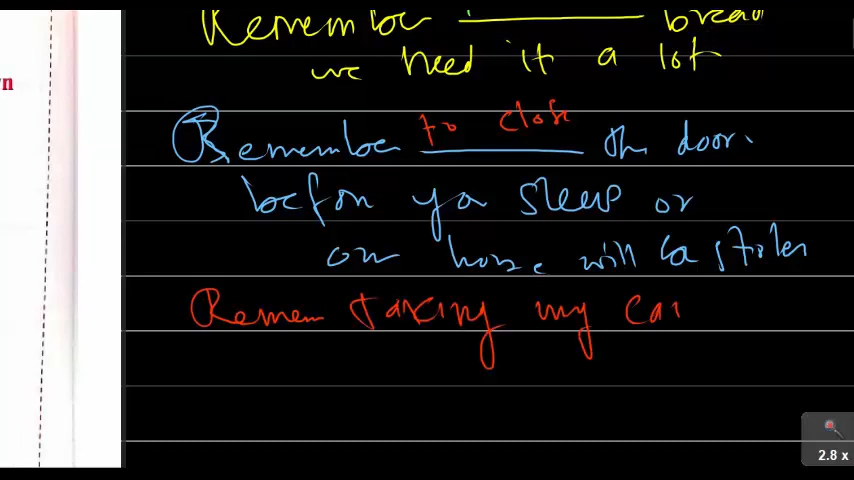 Remember bread
we need it a lot
n
Remember to close the door.
before you sleep or
our house will be stolen
Remem taking my car
2.8 x